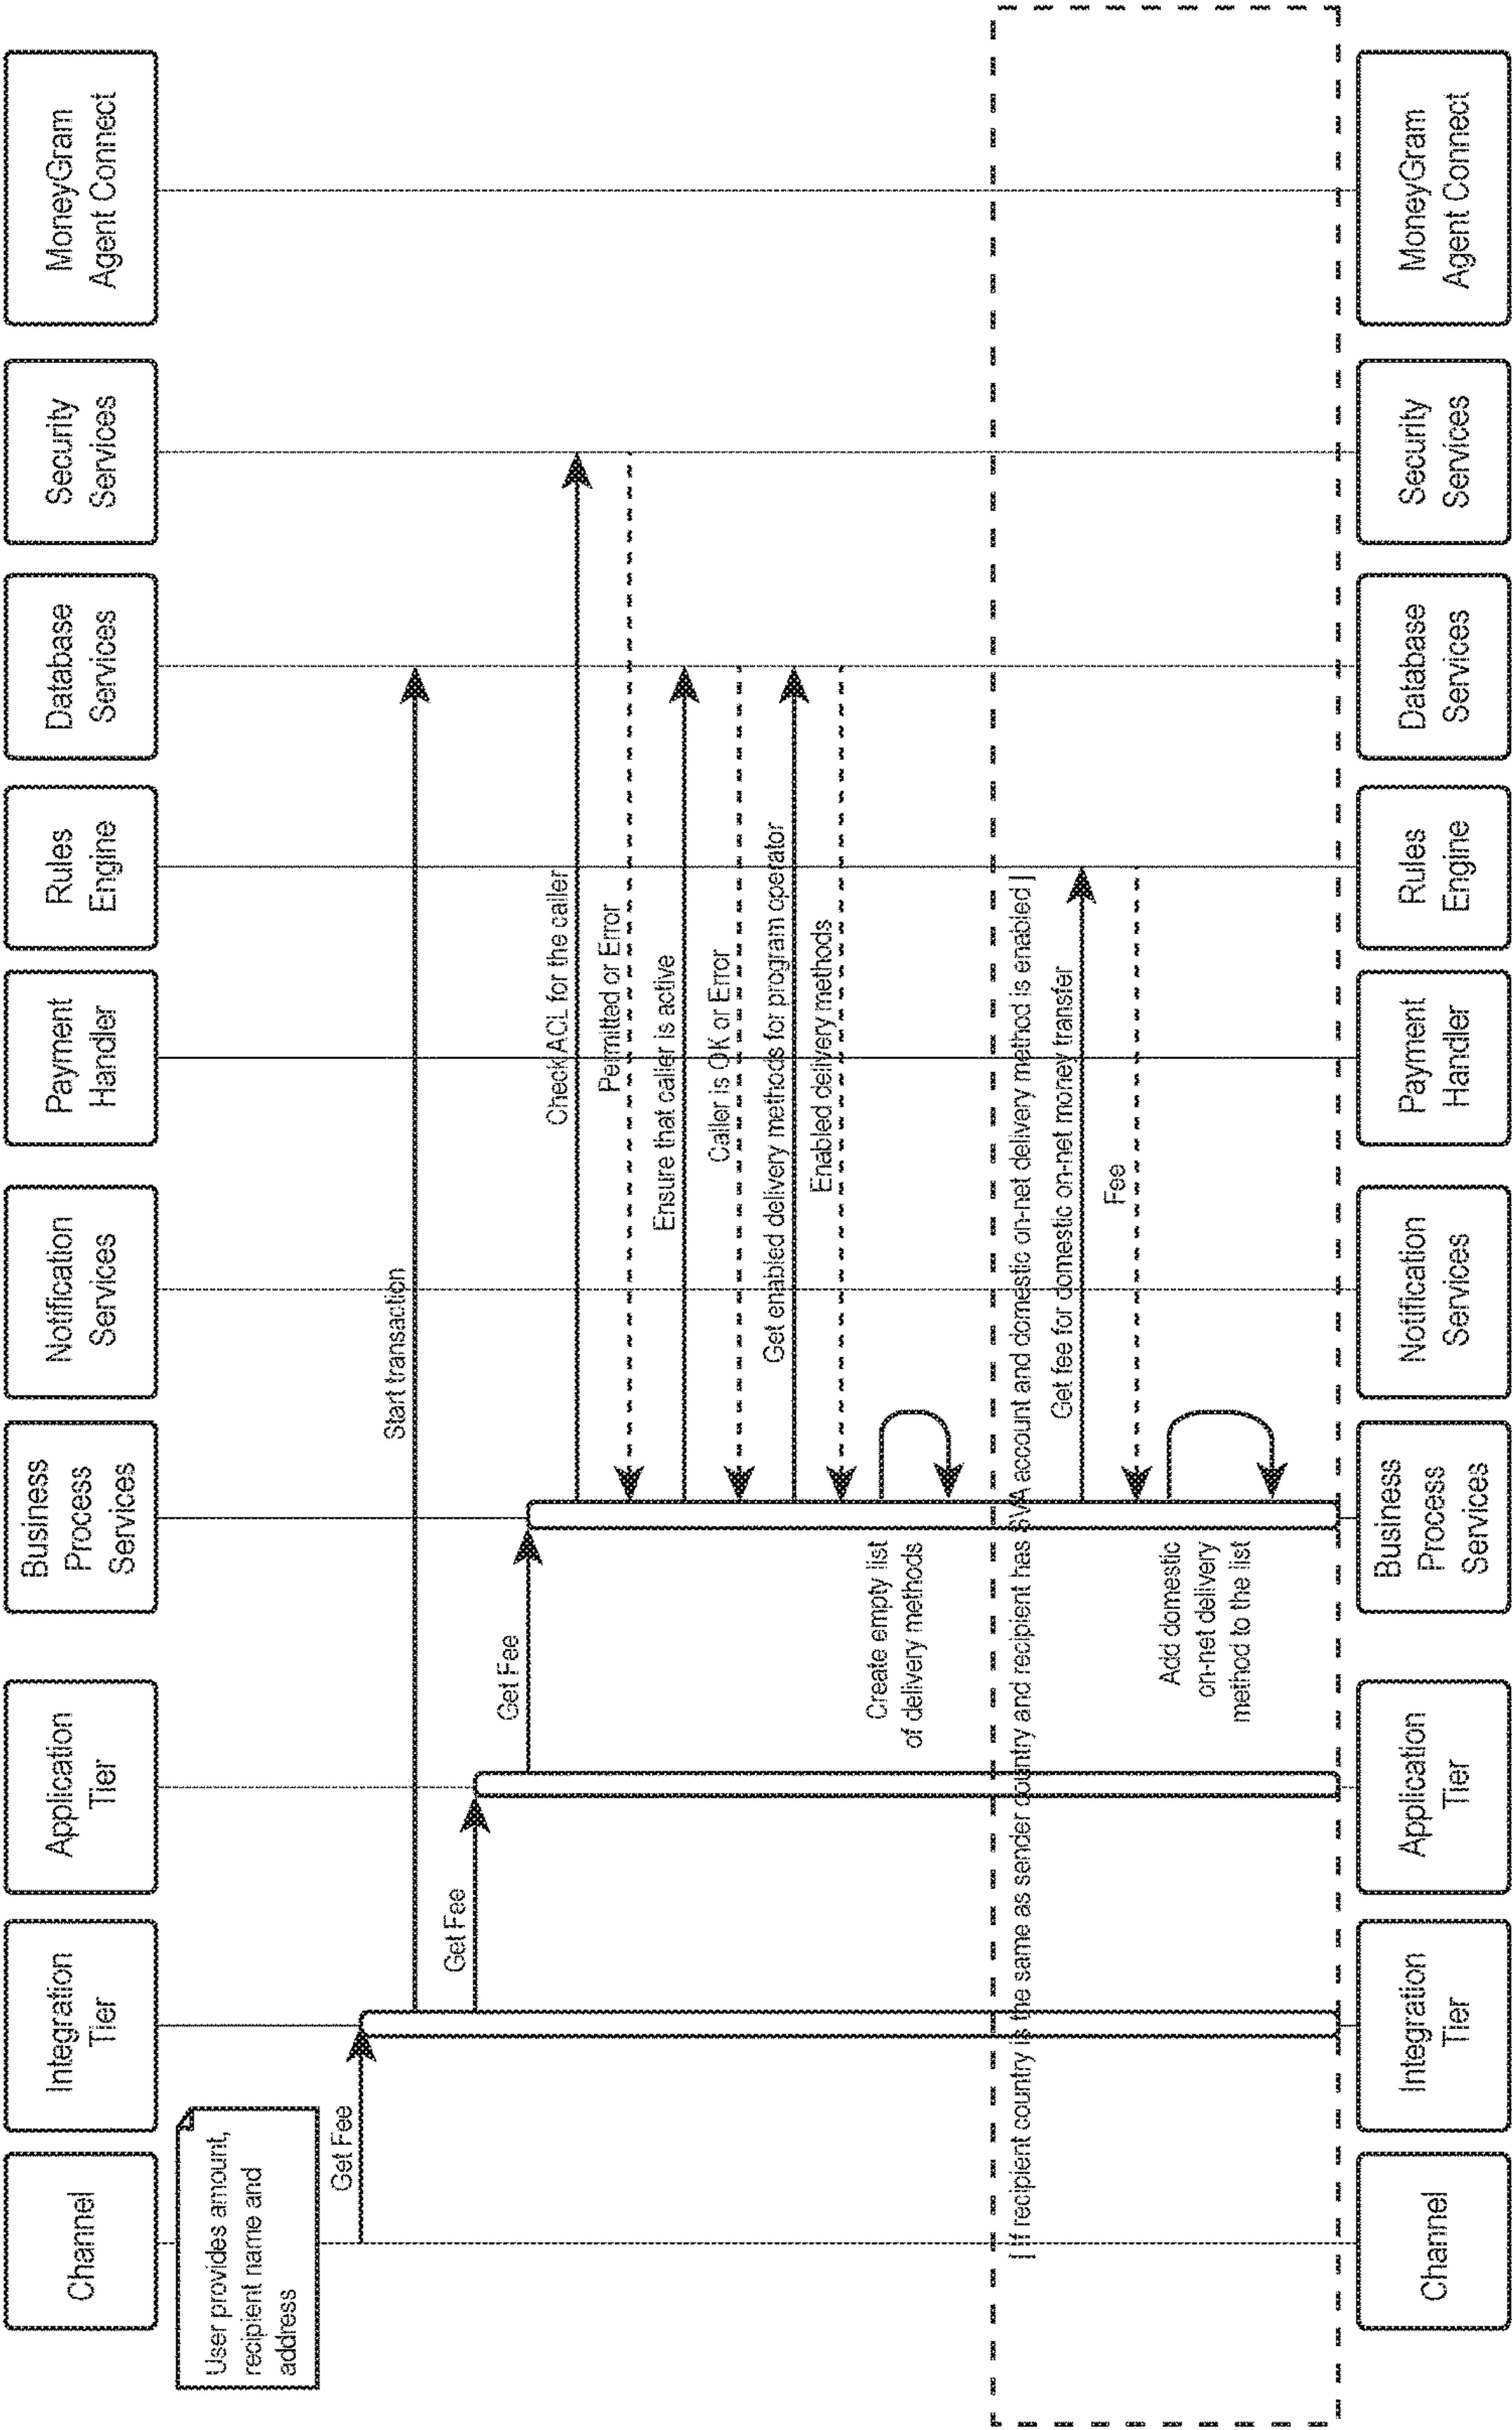 Channel
Integration
Tier
Application
Tier
Business
Process
Services
Notification
Services
Payment
Handler
Rules
Engine
Database
Services
Security
Services
MoneyGram
Agent Connect
User provides amount,
recipient name and
address
Get Fee
Start transaction
Get Fee
Get Fee
Check ACL for the caller
Permitted or Error
Ensure that caller is active
Caller is OK or Error
Get enabled delivery methods for program operator
Enabled delivery methods
Create empty list
of delivery methods
[ If recipient country is the same as sender country and recipient has SVA account and domestic on-net delivery method is enabled ]
Get fee for domestic on-net money transfer
Fee
Add domestic
on-net delivery
method to the list
Channel
Integration
Tier
Application
Tier
Business
Process
Services
Notification
Services
Payment
Handler
Rules
Engine
Database
Services
Security
Services
MoneyGram
Agent Connect